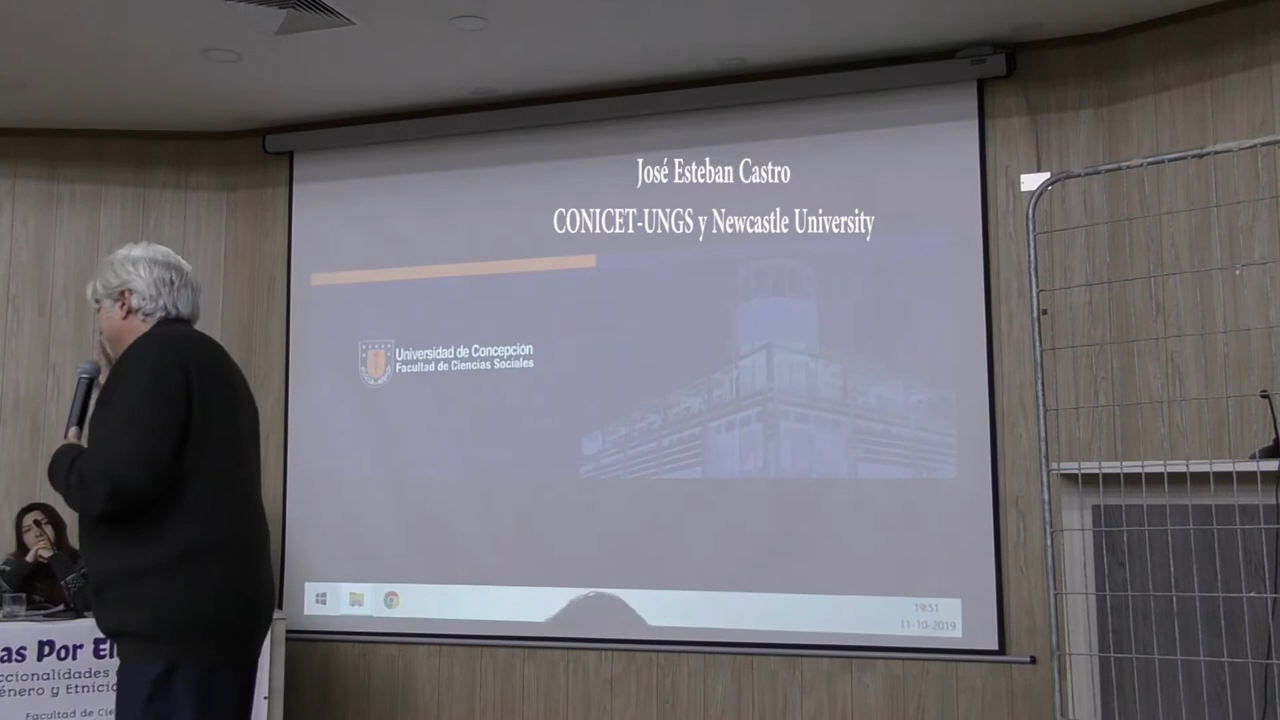 José Esteban Castro
CONICET-UNGS y Newcastle University
Universidad de Concepción
Facultad de Ciencias Sociales
19:51
11-10-2019
as Por El
ccionalidades
énero y Etnici
Facultad de Cie